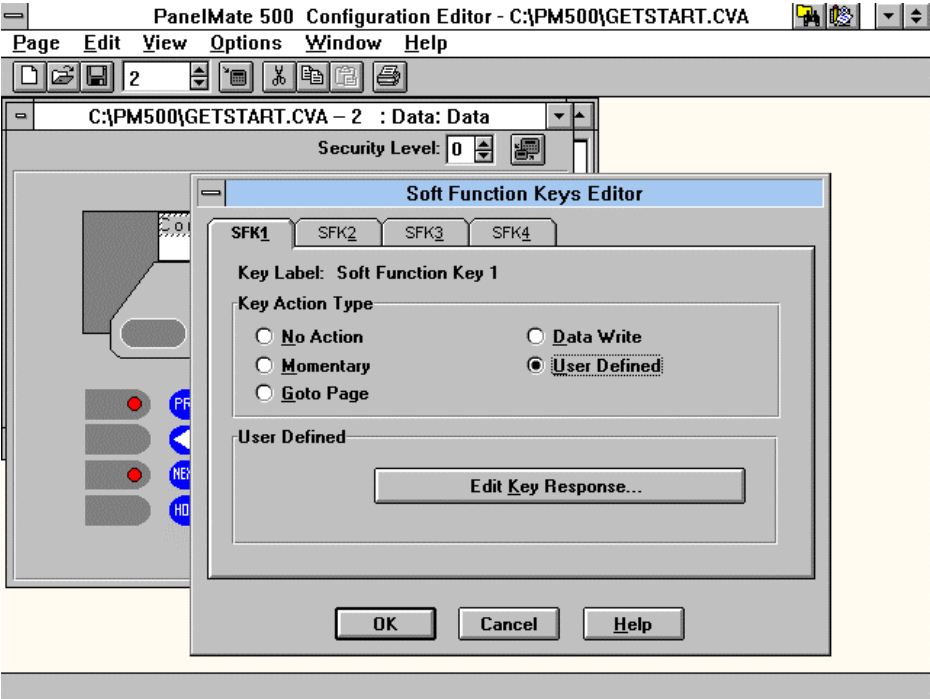 PanelMate 500 Configuration Editor - C:\PM500\GETSTART.CVA
Page Edit View Options Window Help
2
C:\PM500\GETSTART.CVA – 2 : Data: Data
Security Level: 0
Soft Function Keys Editor
SFK1 SFK2 SFK3 SFK4
Key Label: Soft Function Key 1
Key Action Type
No Action Data Write
Momentary User Defined
Goto Page
User Defined
Edit Key Response...
OK Cancel Help